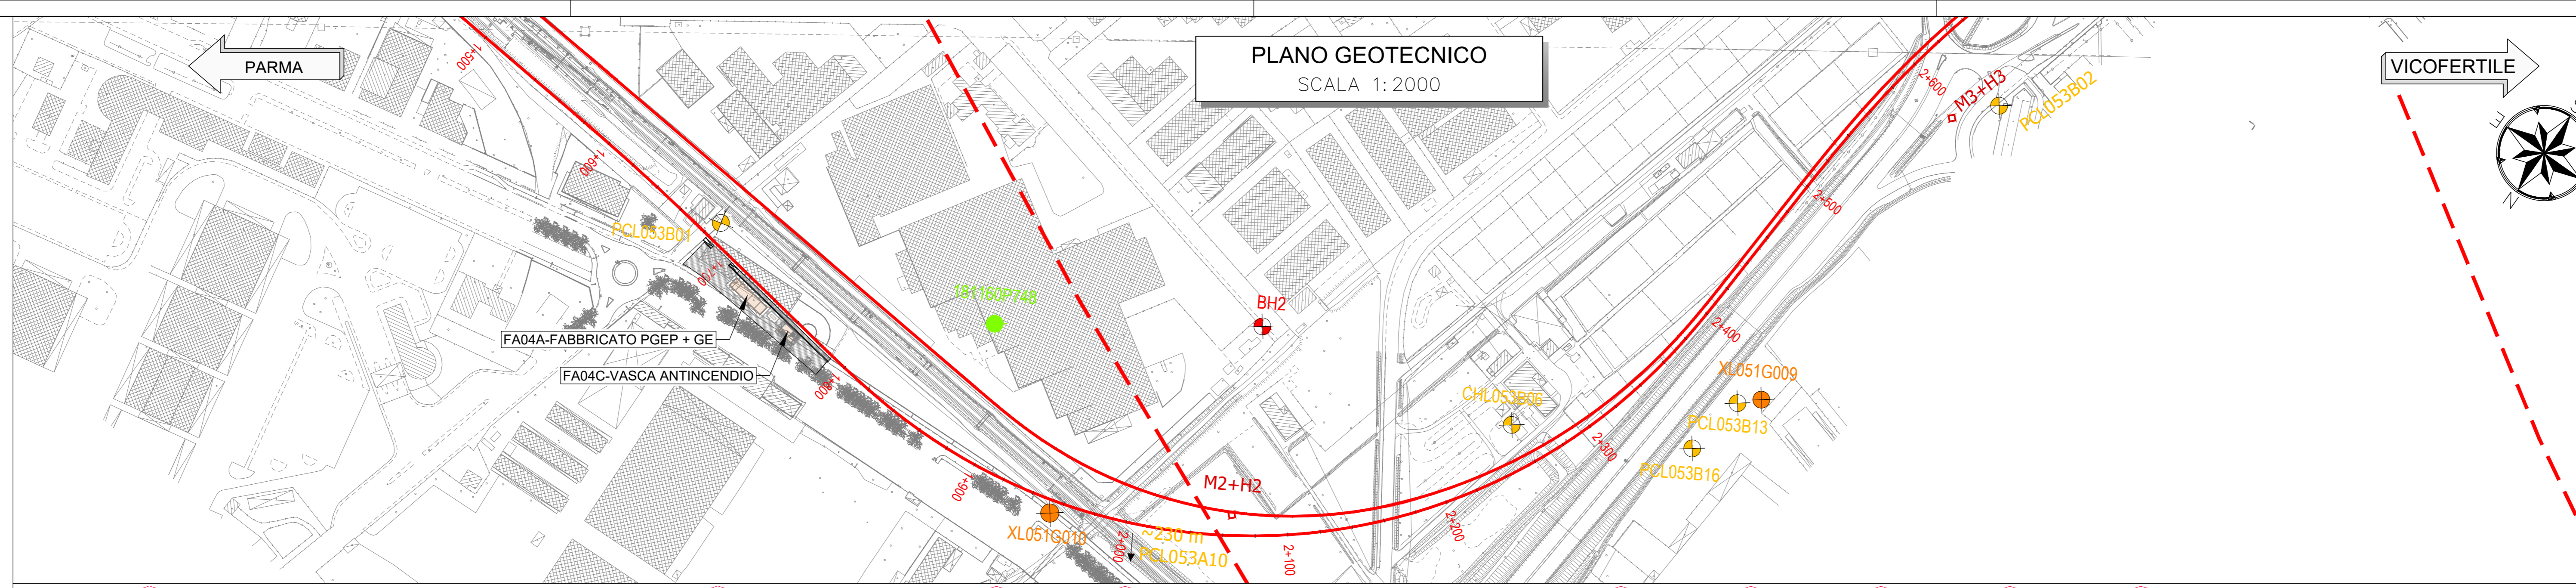 PARMA
PLANO GEOTECNICO
SCALA 1:2000
VICOFERTILE
1+500
1+600
PCL053B01
1+700
FA04A-FABBRICATO PGEP + GE
FA04C-VASCA ANTINCENDIO
1+800
1+900
XL051G010
2+000
~230 m
PCL053A10
181160P748
BH2
M2+H2
2+100
2+200
CHL053B06
2+300
PCL053B16
PCL053B13
XL051G009
2+400
2+500
2+600
M3+H3
PCL053B02
E
N